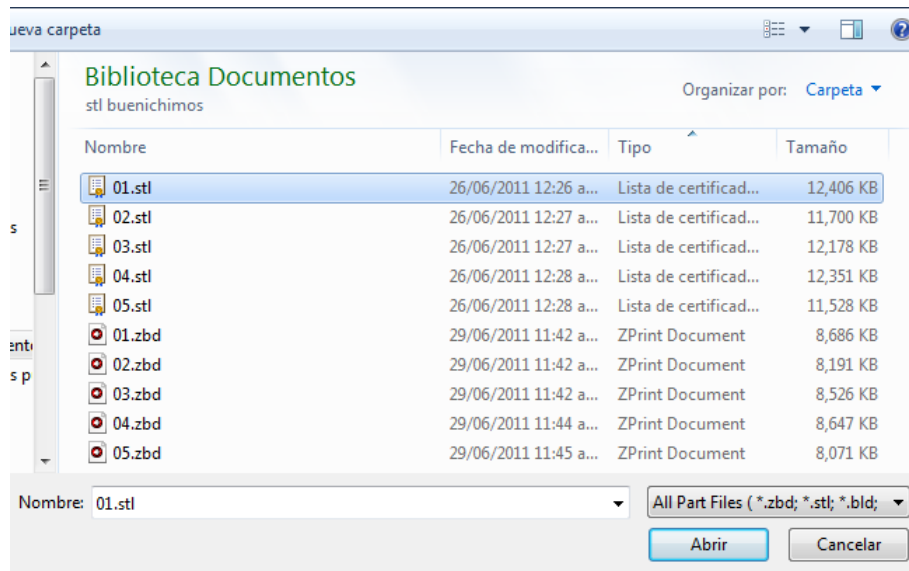 ueva carpeta
Biblioteca Documentos
stl buenichimos
Organizar por: Carpeta
Nombre Fecha de modifica... Tipo Tamaño
01.stl 26/06/2011 12:26 a... Lista de certificad... 12,406 KB
02.stl 26/06/2011 12:27 a... Lista de certificad... 11,700 KB
03.stl 26/06/2011 12:27 a... Lista de certificad... 12,178 KB
s
04.stl 26/06/2011 12:28 a... Lista de certificad... 12,351 KB
05.stl 26/06/2011 12:28 a... Lista de certificad... 11,528 KB
01.zbd 29/06/2011 11:42 a... ZPrint Document 8,686 KB
ento
02.zbd 29/06/2011 11:42 a... ZPrint Document 8,191 KB
s p
03.zbd 29/06/2011 11:42 a... ZPrint Document 8,526 KB
04.zbd 29/06/2011 11:44 a... ZPrint Document 8,647 KB
05.zbd 29/06/2011 11:45 a... ZPrint Document 8,071 KB
Nombre: 01.stl All Part Files ( *.zbd; *.stl; *.bld;
Abrir Cancelar